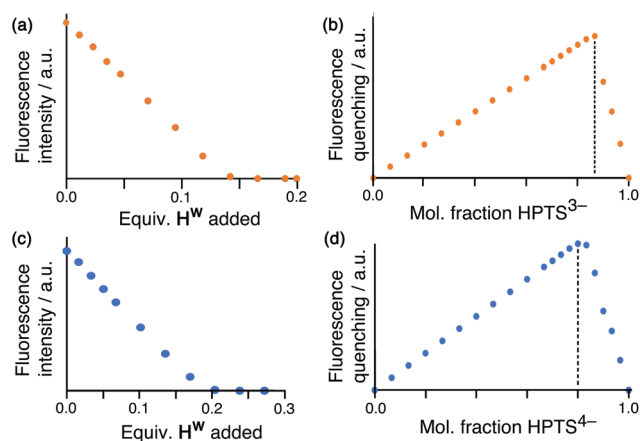 (a)
Fluorescence
intensity / a.u.
0.0 0.1 0.2
Equiv. Hᵂ added
(b)
Fluorescence
quenching / a.u.
0.0 1.0
Mol. fraction HPTS³⁻
(c)
Fluorescence
intensity / a.u.
0.0 0.1 0.2 0.3
Equiv. Hᵂ added
(d)
Fluorescence
quenching / a.u.
0.0 1.0
Mol. fraction HPTS⁴⁻